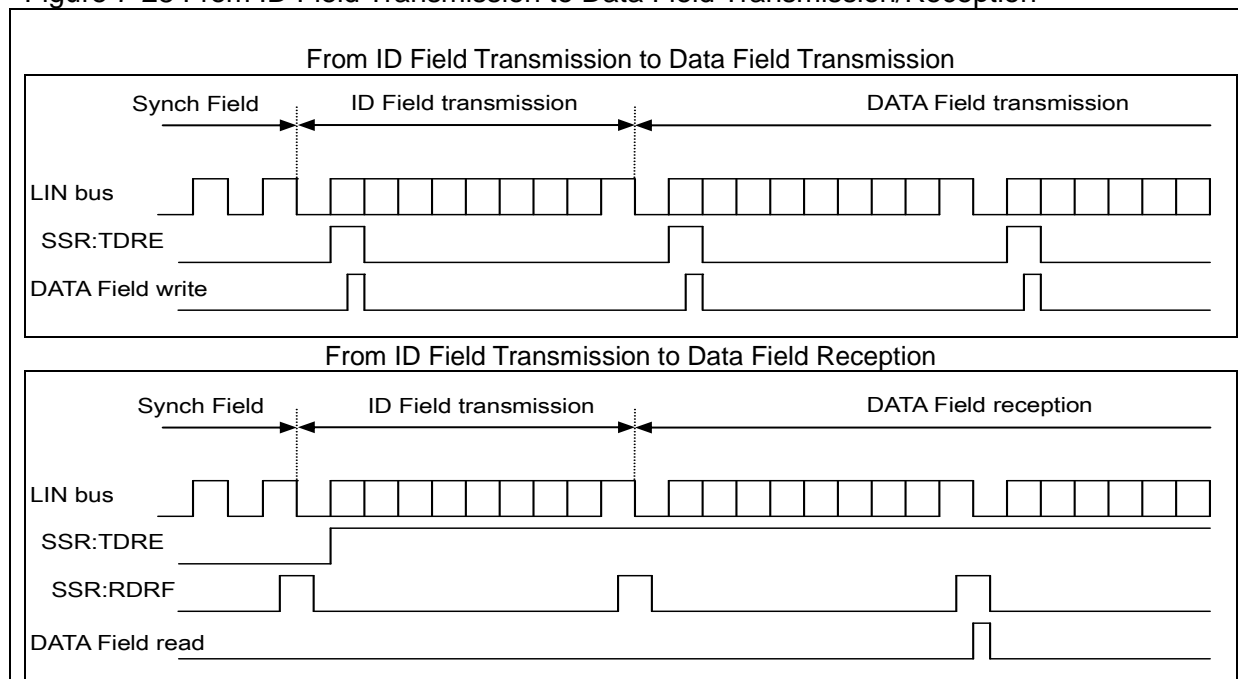 From ID Field Transmission to Data Field Transmission
Synch Field ID Field transmission DATA Field transmission
LIN bus
SSR:TDRE
DATA Field write
From ID Field Transmission to Data Field Reception
Synch Field ID Field transmission DATA Field reception
LIN bus
SSR:TDRE
SSR:RDRF
DATA Field read